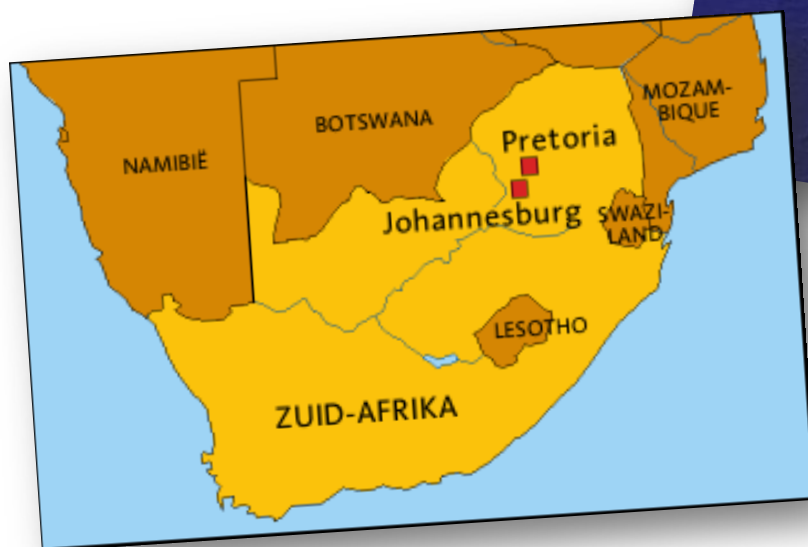 MOZAM-
BIQUE
BOTSWANA
Pretoria
NAMIBIË
Johannesburg
SWAZI-
LAND
LESOTHO
ZUID-AFRIKA